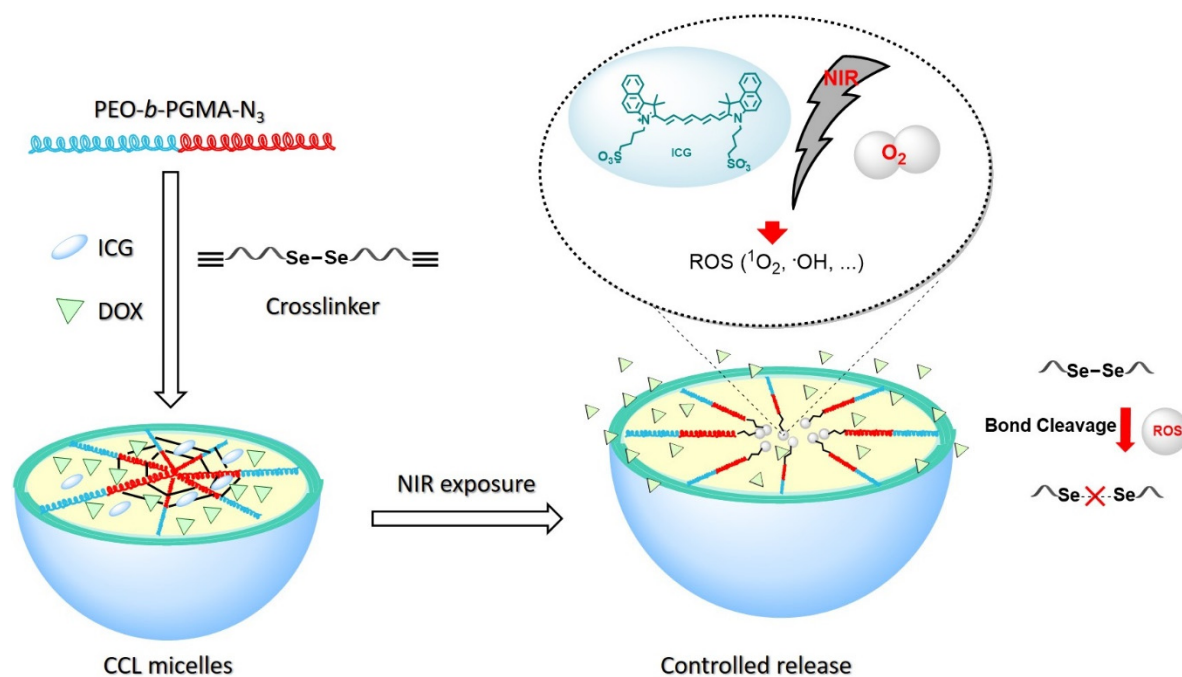 PEO-b-PGMA-N₃
ICG
DOX
Se–Se
Crosslinker
CCL micelles
NIR exposure
N⁺
N
SO₃⁻
O₃⁻S
ICG
NIR
O₂
ROS (¹O₂, ·OH, ...)
Controlled release
Se–Se
Bond Cleavage
ROS
Se Se